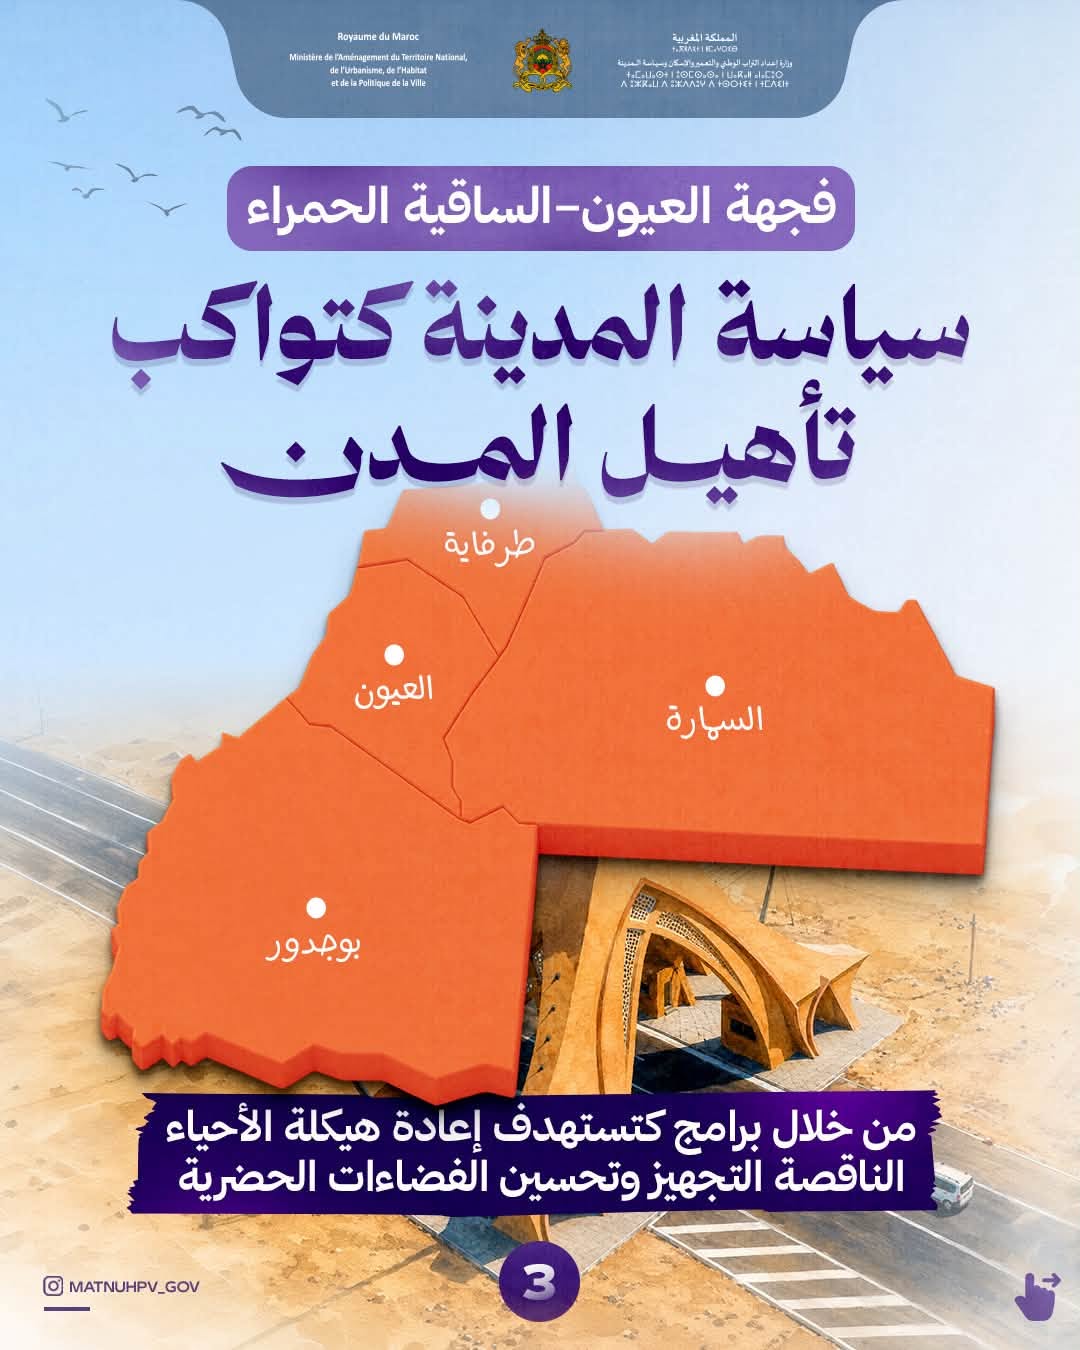 Royaume du Maroc
Ministère de l'Aménagement du Territoire National,
de l'Urbanisme, de l'Habitat
et de la Politique de la Ville
المملكة المغربية
ⵜⴰⴳⵍⴷⵉⵜ ⵏ ⵍⵎⵖⵔⵉⴱ
وزارة إعداد التراب الوطني والتعمير والإسكان وسياسة المدينة
فجهة العيون-الساقية الحمراء
سياسة المدينة كتواكب
تأهيل المدن
طرفاية
العيون
السمارة
بوجدور
من خلال برامج كتستهدف إعادة هيكلة الأحياء
الناقصة التجهيز وتحسين الفضاءات الحضرية
3
MATNUHPV_GOV